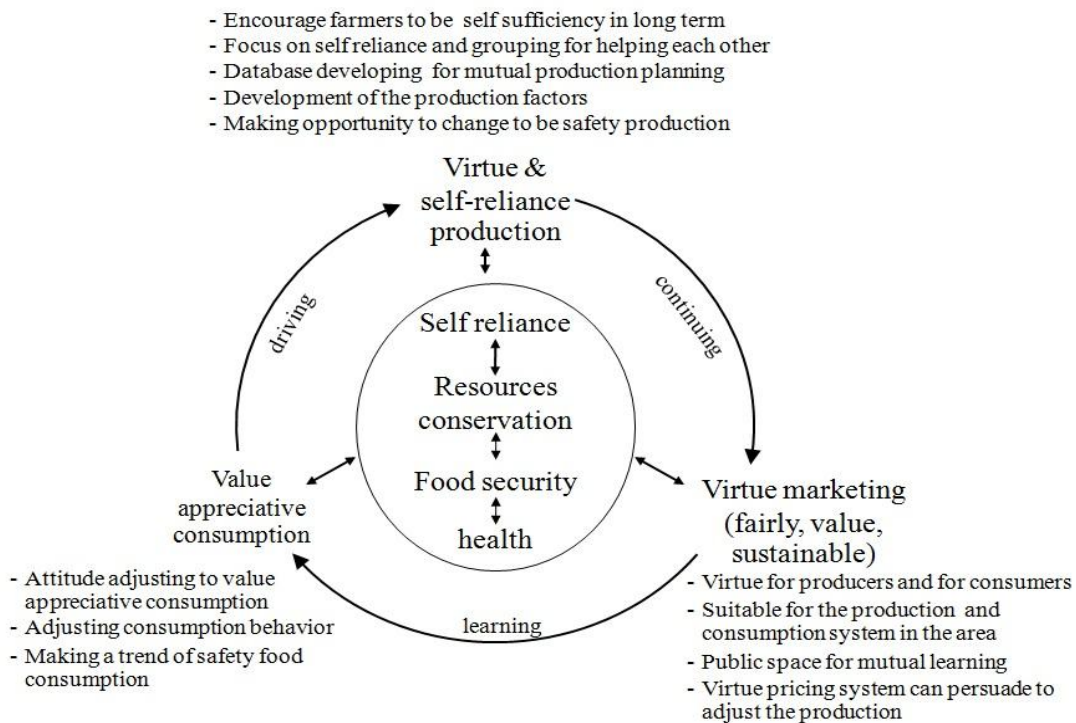 - Encourage farmers to be self sufficiency in long term
- Focus on self reliance and grouping for helping each other
- Database developing for mutual production planning
- Development of the production factors
- Making opportunity to change to be safety production
Virtue &
self-reliance
production
driving
continuing
Self reliance
Resources
conservation
Food security
health
Value
appreciative
consumption
- Attitude adjusting to value
appreciative consumption
- Adjusting consumption behavior
- Making a trend of safety food
consumption
learning
Virtue marketing
(fairly, value,
sustainable)
- Virtue for producers and for consumers
- Suitable for the production and
consumption system in the area
- Public space for mutual learning
- Virtue pricing system can persuade to
adjust the production